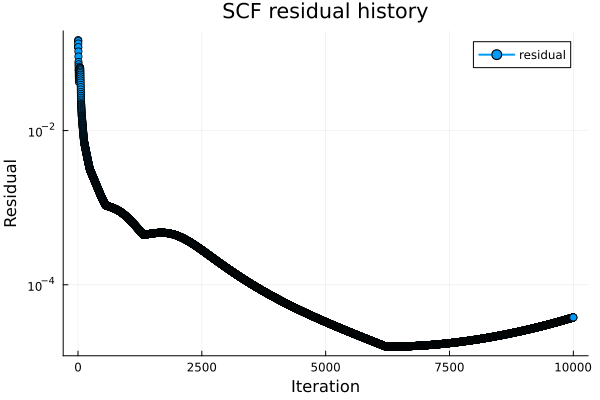 SCF residual history
residual
10⁻²
10⁻⁴
Residual
0 2500 5000 7500 10000
Iteration